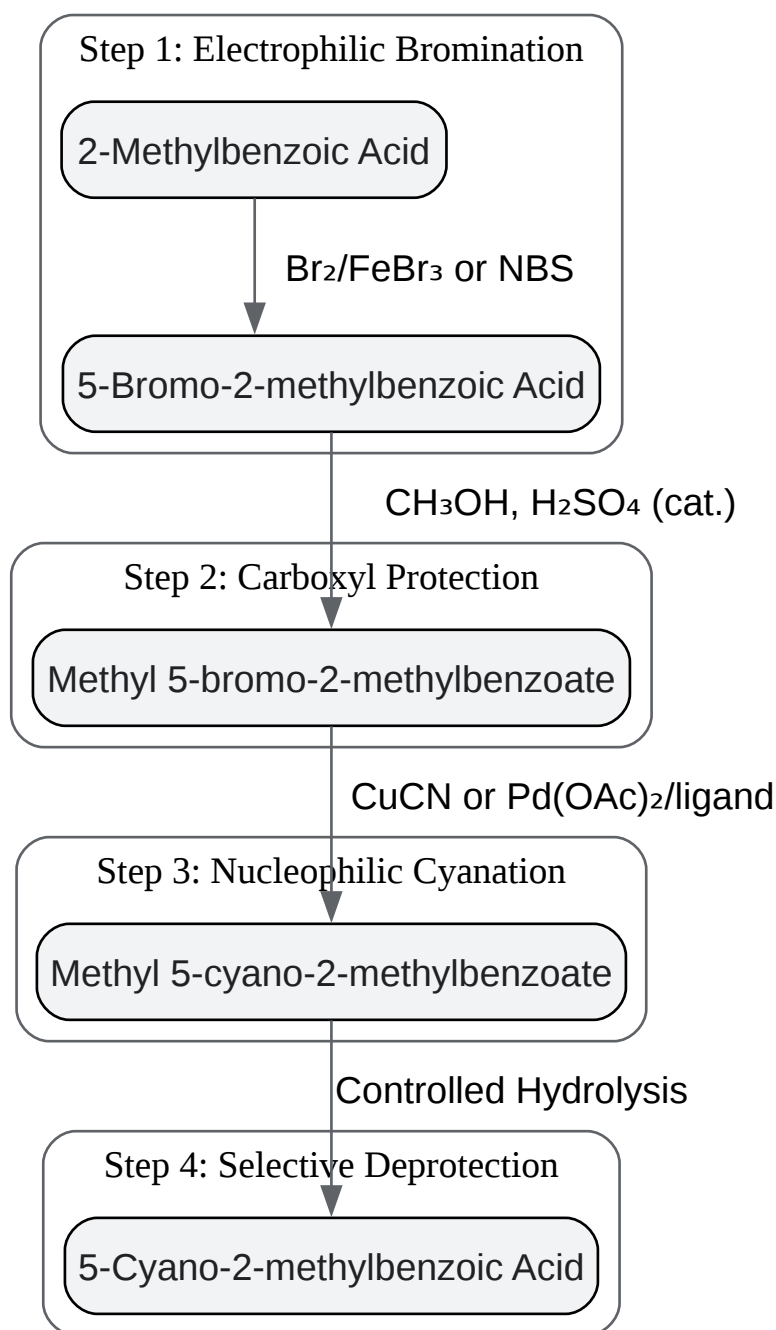 Step 1: Electrophilic Bromination
2-Methylbenzoic Acid
Br₂/FeBr₃ or NBS
5-Bromo-2-methylbenzoic Acid
CH₃OH, H₂SO₄ (cat.)
Step 2: Carboxyl Protection
Methyl 5-bromo-2-methylbenzoate
CuCN or Pd(OAc)₂/ligand
Step 3: Nucleophilic Cyanation
Methyl 5-cyano-2-methylbenzoate
Controlled Hydrolysis
Step 4: Selective Deprotection
5-Cyano-2-methylbenzoic Acid